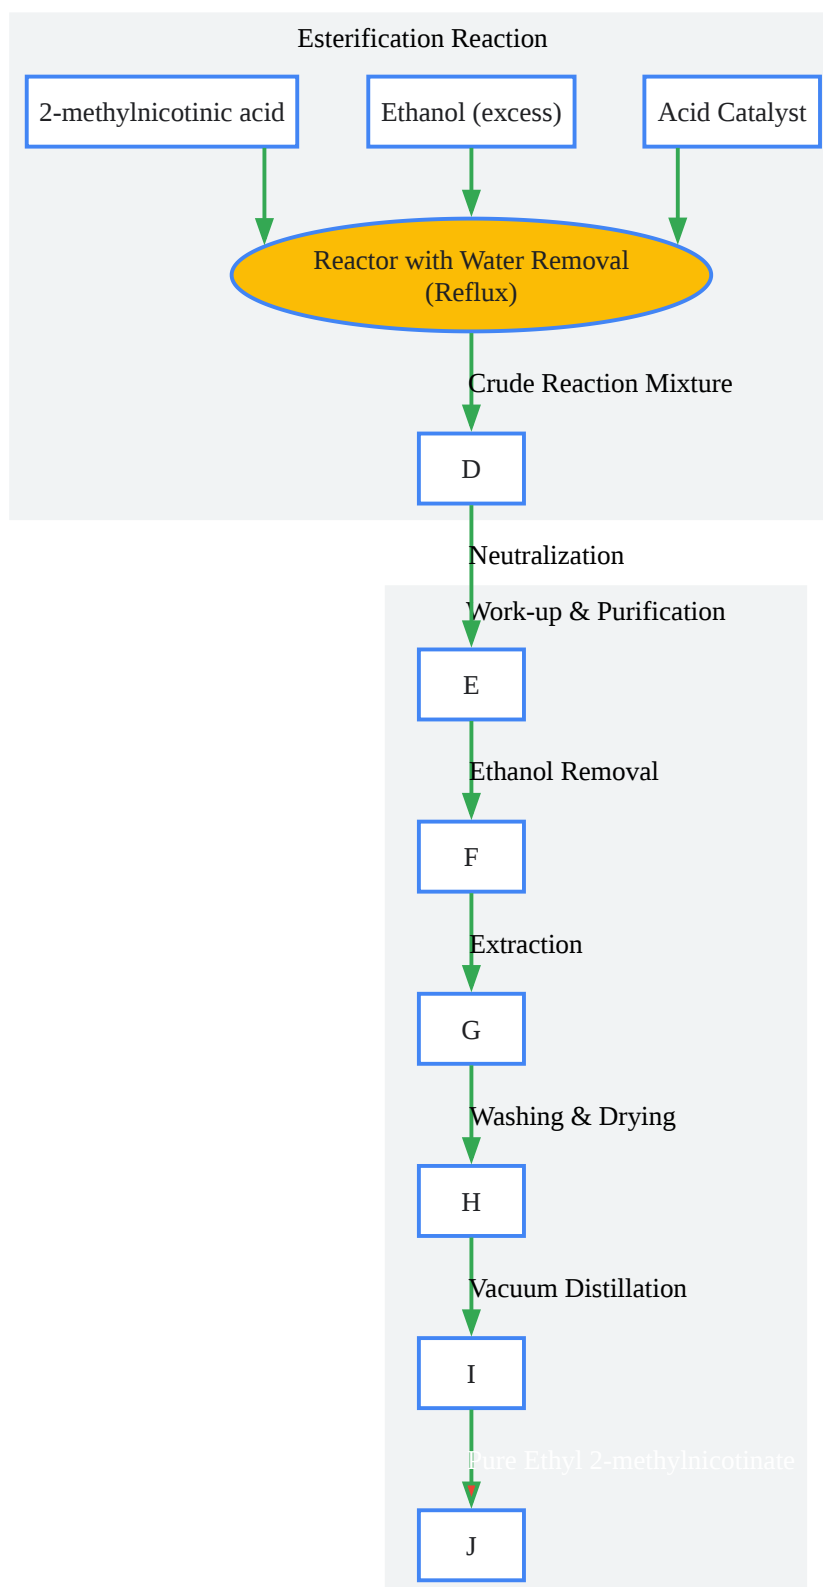 Esterification Reaction
2-methylnicotinic acid
Ethanol (excess)
Acid Catalyst
Reactor with Water Removal
(Reflux)
Crude Reaction Mixture
D
Neutralization
Work-up & Purification
E
Ethanol Removal
F
Extraction
G
Washing & Drying
H
Vacuum Distillation
I
Pure Ethyl 2-methylnicotinate
J